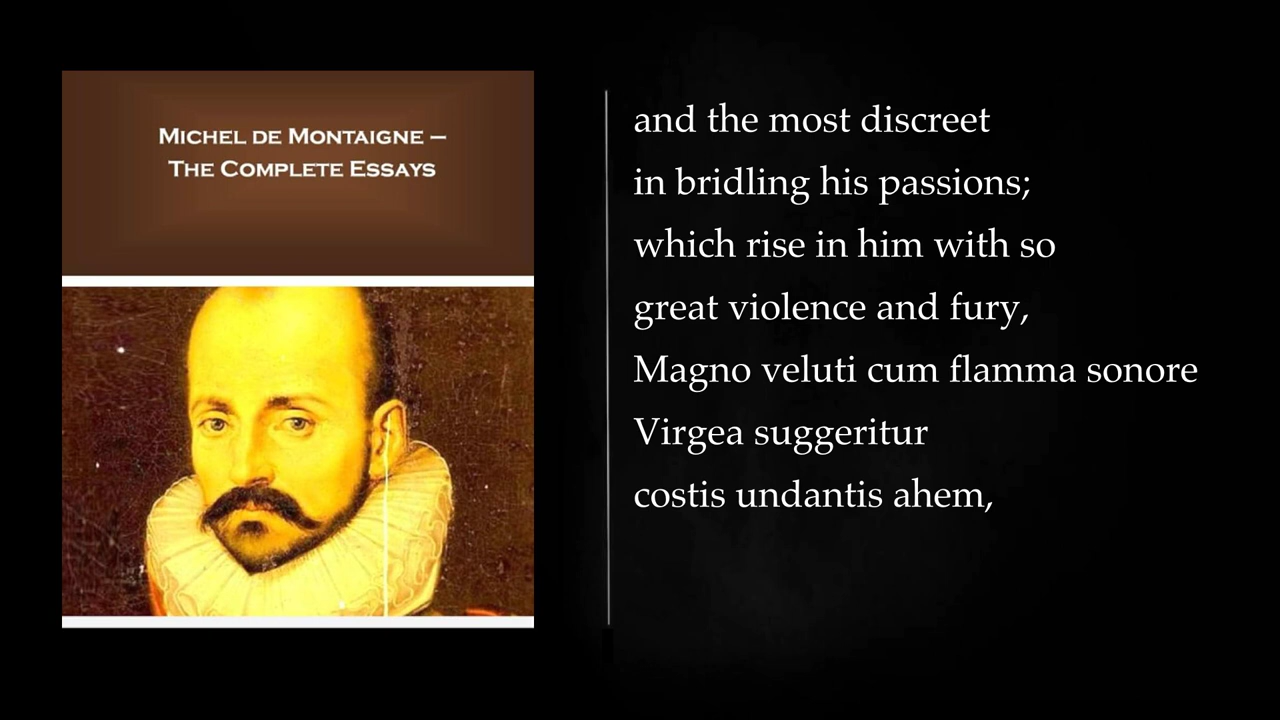 MICHEL DE MONTAIGNE –
THE COMPLETE ESSAYS
and the most discreet
in bridling his passions;
which rise in him with so
great violence and fury,
Magno veluti cum flamma sonore
Virgea suggeritur
costis undantis ahem,